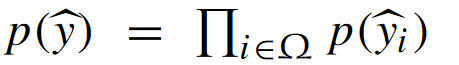 p(ŷ) = ∏_{i∈Ω} p(ŷ_i)